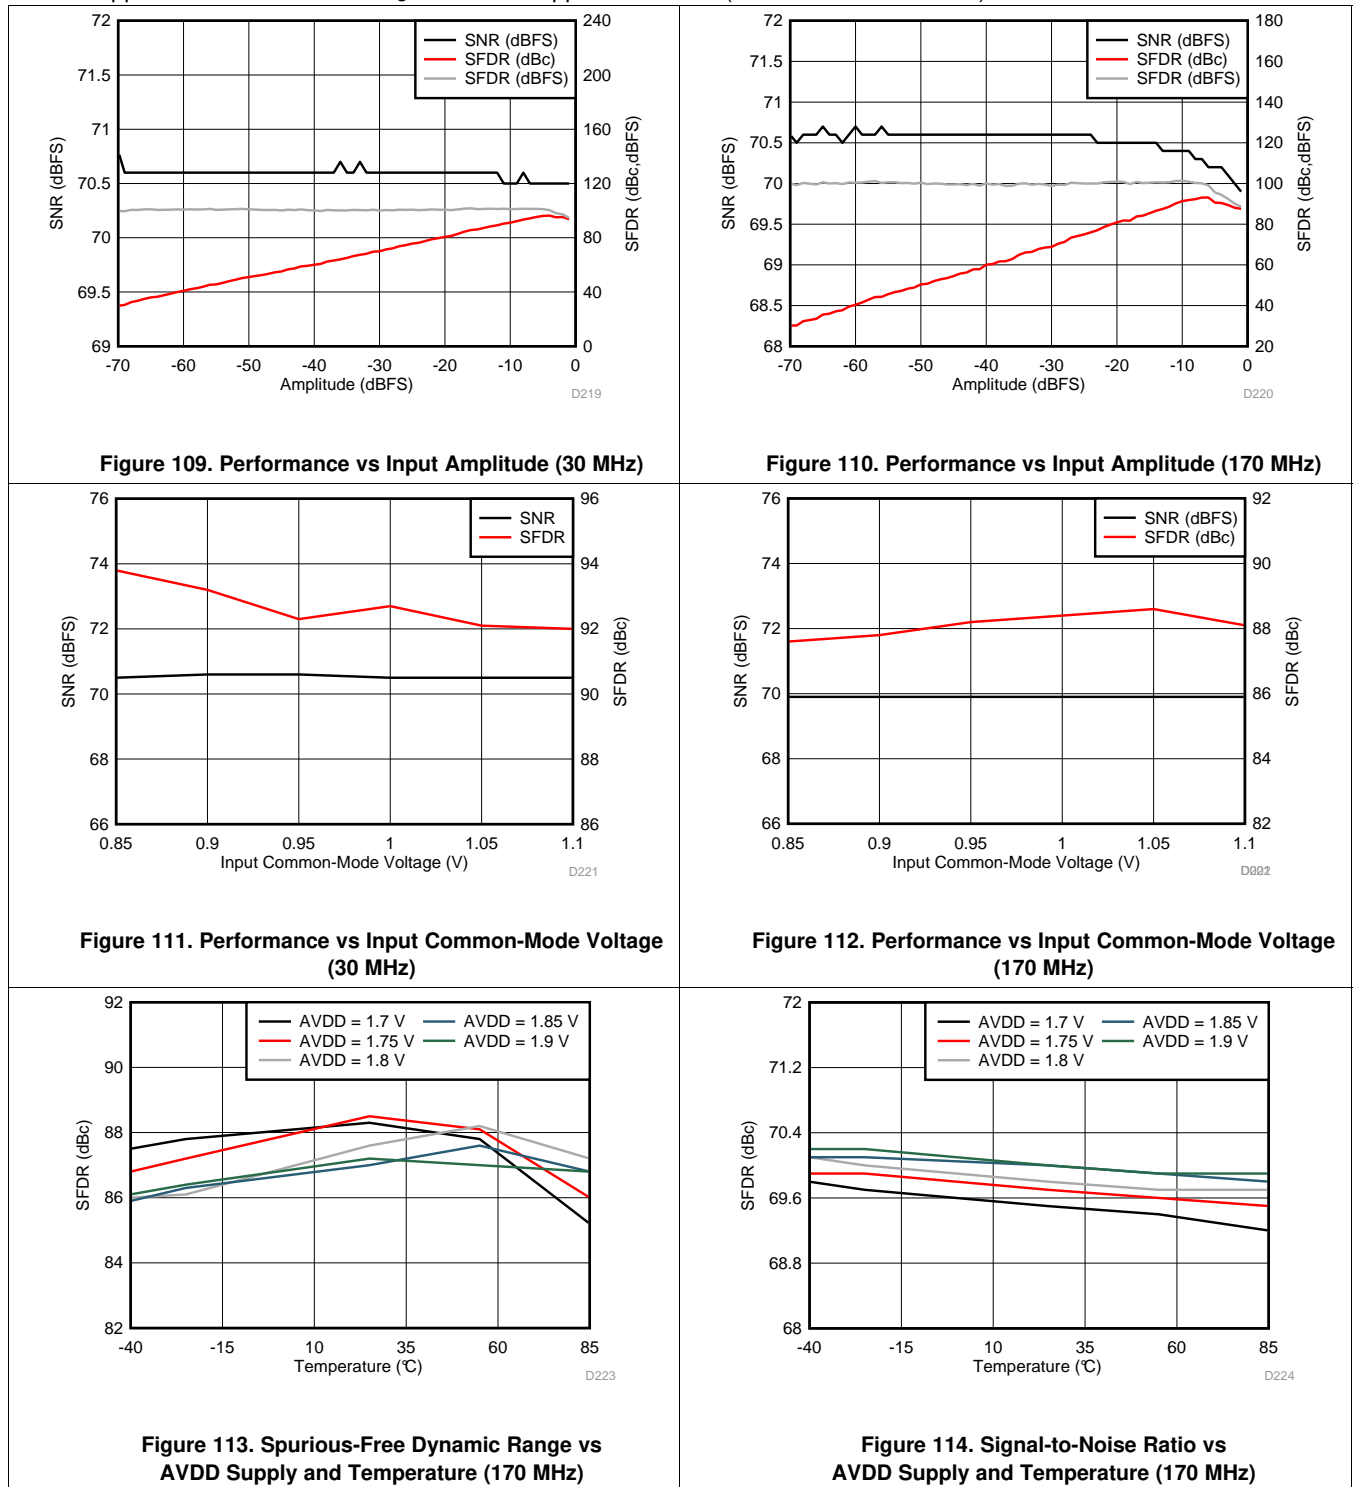 72
71.5
71
70.5
70
69.5
69
240
200
160
120
80
40
0
SNR (dBFS)
SFDR (dBc)
SFDR (dBFS)
SNR (dBFS)
SFDR (dBc,dBFS)
-70 -60 -50 -40 -30 -20 -10 0
Amplitude (dBFS)
D219
Figure 109. Performance vs Input Amplitude (30 MHz)
72
71.5
71
70.5
70
69.5
69
68.5
68
180
160
140
120
100
80
60
40
20
SNR (dBFS)
SFDR (dBc)
SFDR (dBFS)
SNR (dBFS)
SFDR (dBc,dBFS)
-70 -60 -50 -40 -30 -20 -10 0
Amplitude (dBFS)
D220
Figure 110. Performance vs Input Amplitude (170 MHz)
76
74
72
70
68
66
96
94
92
90
88
86
SNR
SFDR
SNR (dBFS)
SFDR (dBc)
0.85 0.9 0.95 1 1.05 1.1
Input Common-Mode Voltage (V)
D221
Figure 111. Performance vs Input Common-Mode Voltage
(30 MHz)
76
74
72
70
68
66
92
90
88
86
84
82
SNR (dBFS)
SFDR (dBc)
SNR (dBFS)
SFDR (dBc)
0.85 0.9 0.95 1 1.05 1.1
Input Common-Mode Voltage (V)
Figure 112. Performance vs Input Common-Mode Voltage
(170 MHz)
92
90
88
86
84
82
AVDD = 1.7 V AVDD = 1.85 V
AVDD = 1.75 V AVDD = 1.9 V
AVDD = 1.8 V
SFDR (dBc)
-40 -15 10 35 60 85
Temperature (°C)
D223
Figure 113. Spurious-Free Dynamic Range vs
AVDD Supply and Temperature (170 MHz)
72
71.2
70.4
69.6
68.8
68
AVDD = 1.7 V AVDD = 1.85 V
AVDD = 1.75 V AVDD = 1.9 V
AVDD = 1.8 V
SFDR (dBc)
-40 -15 10 35 60 85
Temperature (°C)
D224
Figure 114. Signal-to-Noise Ratio vs
AVDD Supply and Temperature (170 MHz)